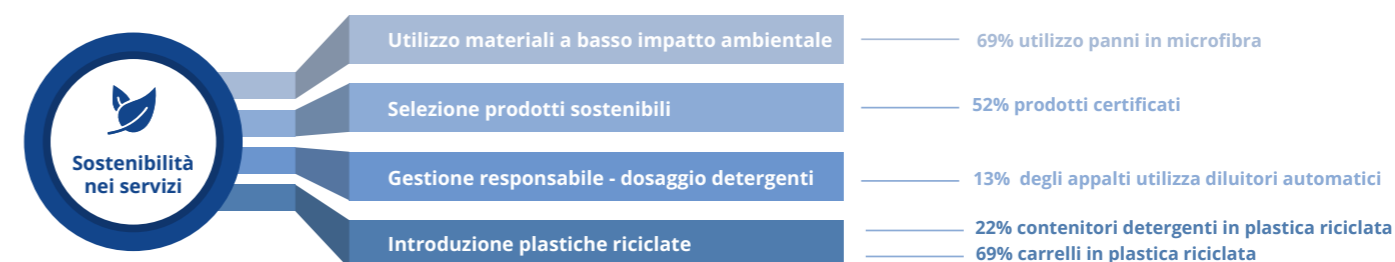 Sostenibilità
nei servizi
Utilizzo materiali a basso impatto ambientale
69% utilizzo panni in microfibra
Selezione prodotti sostenibili
52% prodotti certificati
Gestione responsabile - dosaggio detergenti
13% degli appalti utilizza diluitori automatici
Introduzione plastiche riciclate
22% contenitori detergenti in plastica riciclata
69% carrelli in plastica riciclata